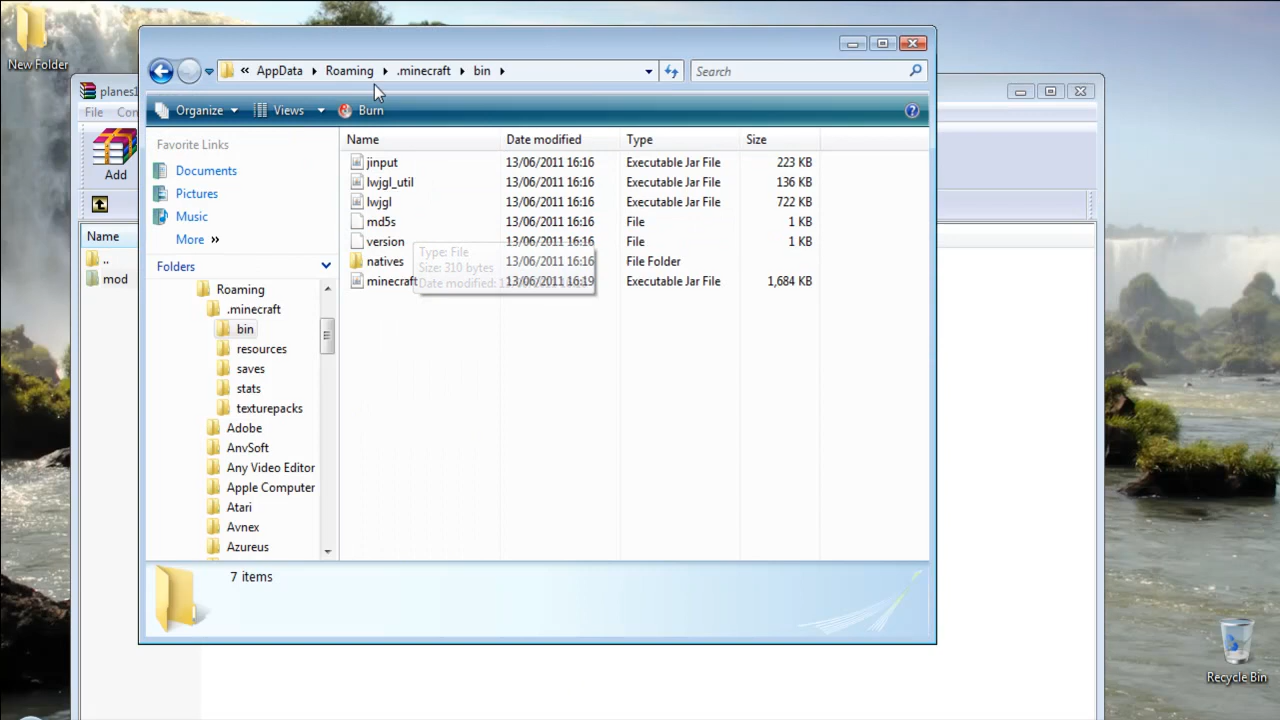 New Folder
planes1
File Con
Add
Name
..
mod
« AppData Roaming .minecraft bin
Search
Organize Views Burn
Favorite Links
Documents
Pictures
Music
More »
Folders
Roaming
.minecraft
bin
resources
saves
stats
texturepacks
Adobe
AnvSoft
Any Video Editor
Apple Computer
Atari
Avnex
Azureus
Name Date modified Type Size
jinput 13/06/2011 16:16 Executable Jar File 223 KB
lwjgl_util 13/06/2011 16:16 Executable Jar File 136 KB
lwjgl 13/06/2011 16:16 Executable Jar File 722 KB
md5s 13/06/2011 16:16 File 1 KB
version 13/06/2011 16:16 File 1 KB
natives 13/06/2011 16:16 File Folder
minecraft 13/06/2011 16:19 Executable Jar File 1,684 KB
Type: File
Size: 310 bytes
Date modified:
7 items
Recycle Bin